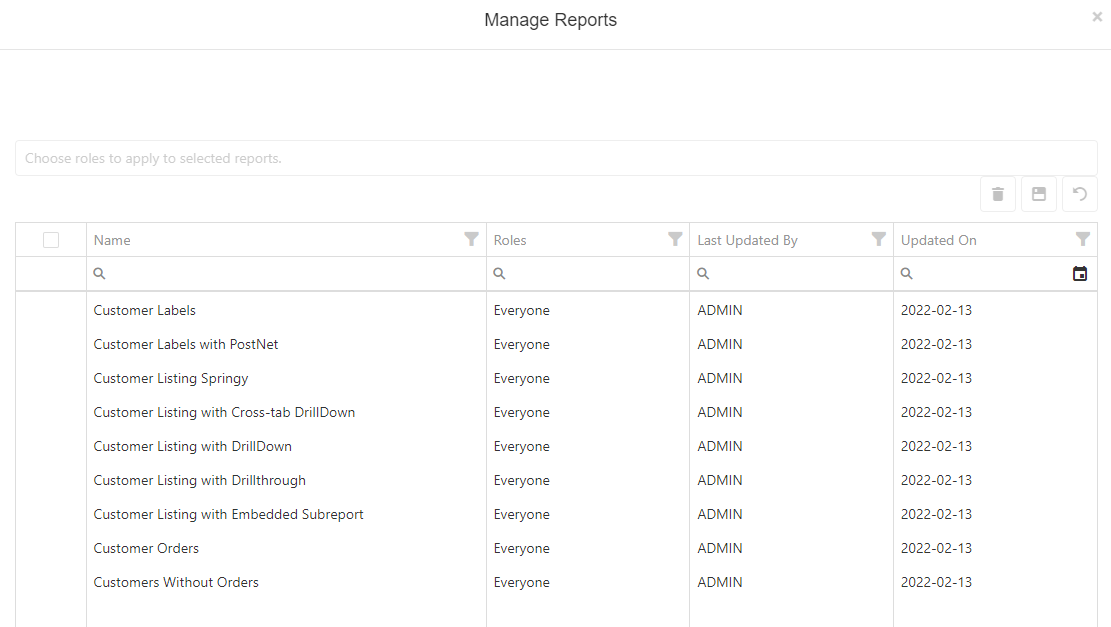 Manage Reports
Choose roles to apply to selected reports.
Name Roles Last Updated By Updated On
Customer Labels Everyone ADMIN 2022-02-13
Customer Labels with PostNet Everyone ADMIN 2022-02-13
Customer Listing Springy Everyone ADMIN 2022-02-13
Customer Listing with Cross-tab DrillDown Everyone ADMIN 2022-02-13
Customer Listing with DrillDown Everyone ADMIN 2022-02-13
Customer Listing with Drillthrough Everyone ADMIN 2022-02-13
Customer Listing with Embedded Subreport Everyone ADMIN 2022-02-13
Customer Orders Everyone ADMIN 2022-02-13
Customers Without Orders Everyone ADMIN 2022-02-13